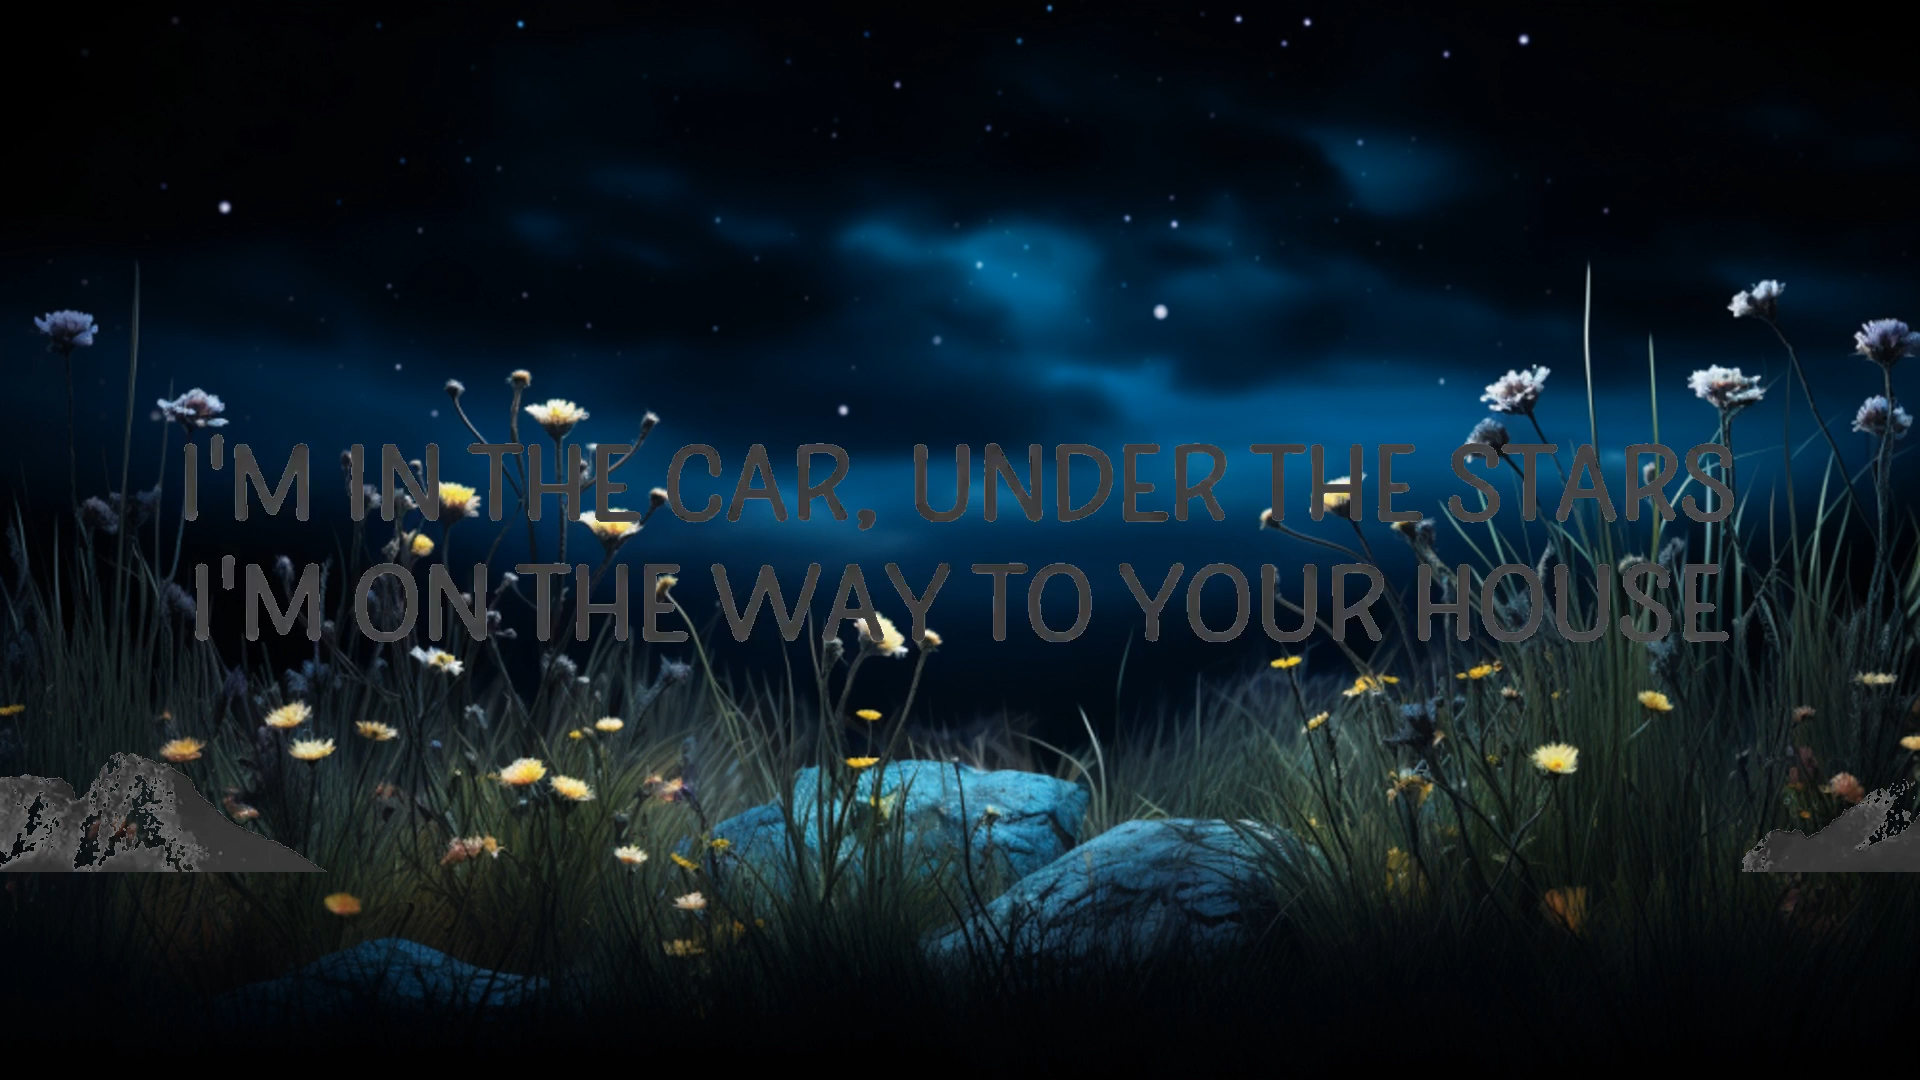 I'M IN THE CAR, UNDER THE STARS
I'M ON THE WAY TO YOUR HOUSE